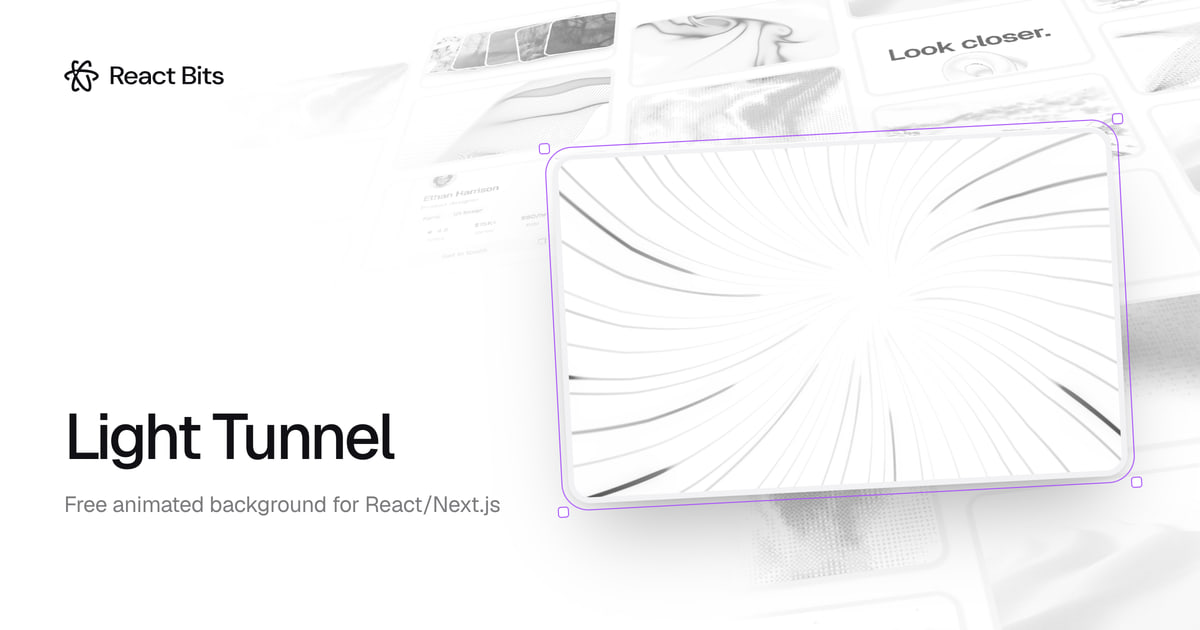 React Bits
Look closer.
Ethan Harrison
Light Tunnel
Free animated background for React/Next.js